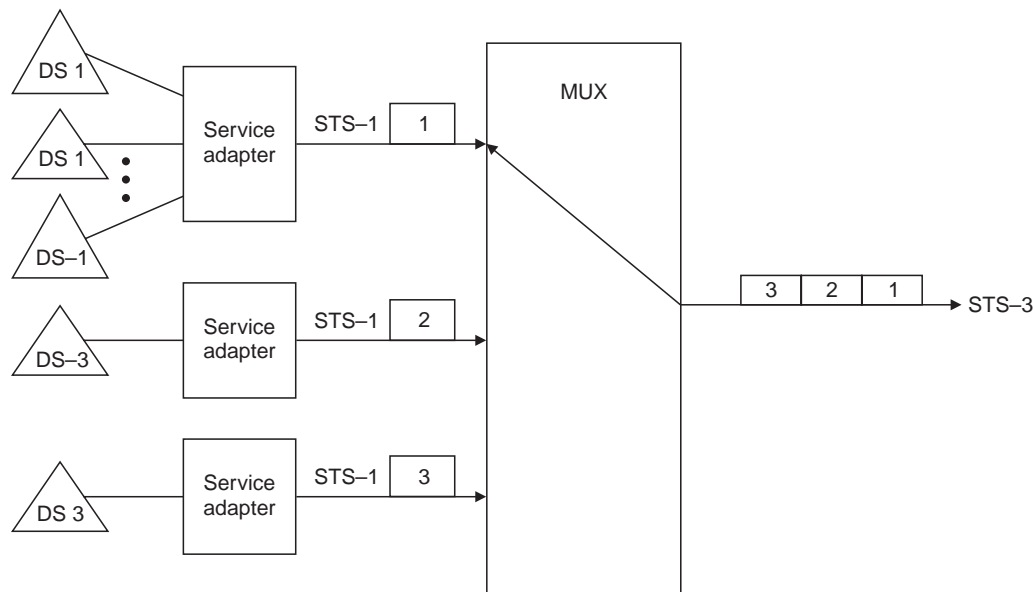 DS 1
DS 1
DS–1
Service
adapter
STS–1
1
MUX
DS–3
Service
adapter
STS–1
2
3
2
1
STS–3
DS 3
Service
adapter
STS–1
3